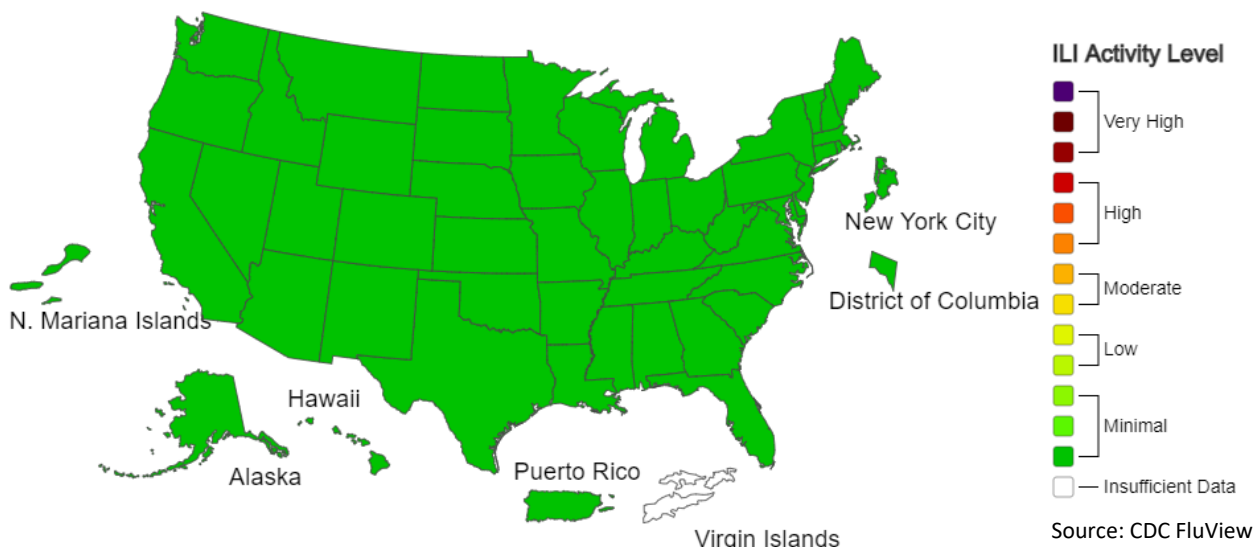 ILI Activity Level
Very High
High
Moderate
Low
Minimal
Insufficient Data
New York City
District of Columbia
N. Mariana Islands
Hawaii
Alaska
Puerto Rico
Virgin Islands
Source: CDC FluView